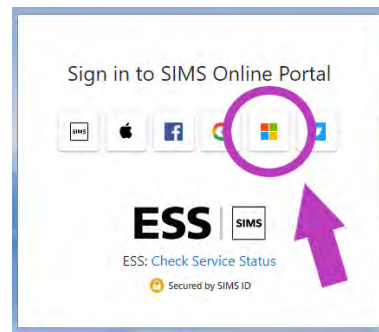 Sign in to SIMS Online Portal
SIMS
ESS SIMS
ESS: Check Service Status
Secured by SIMS ID